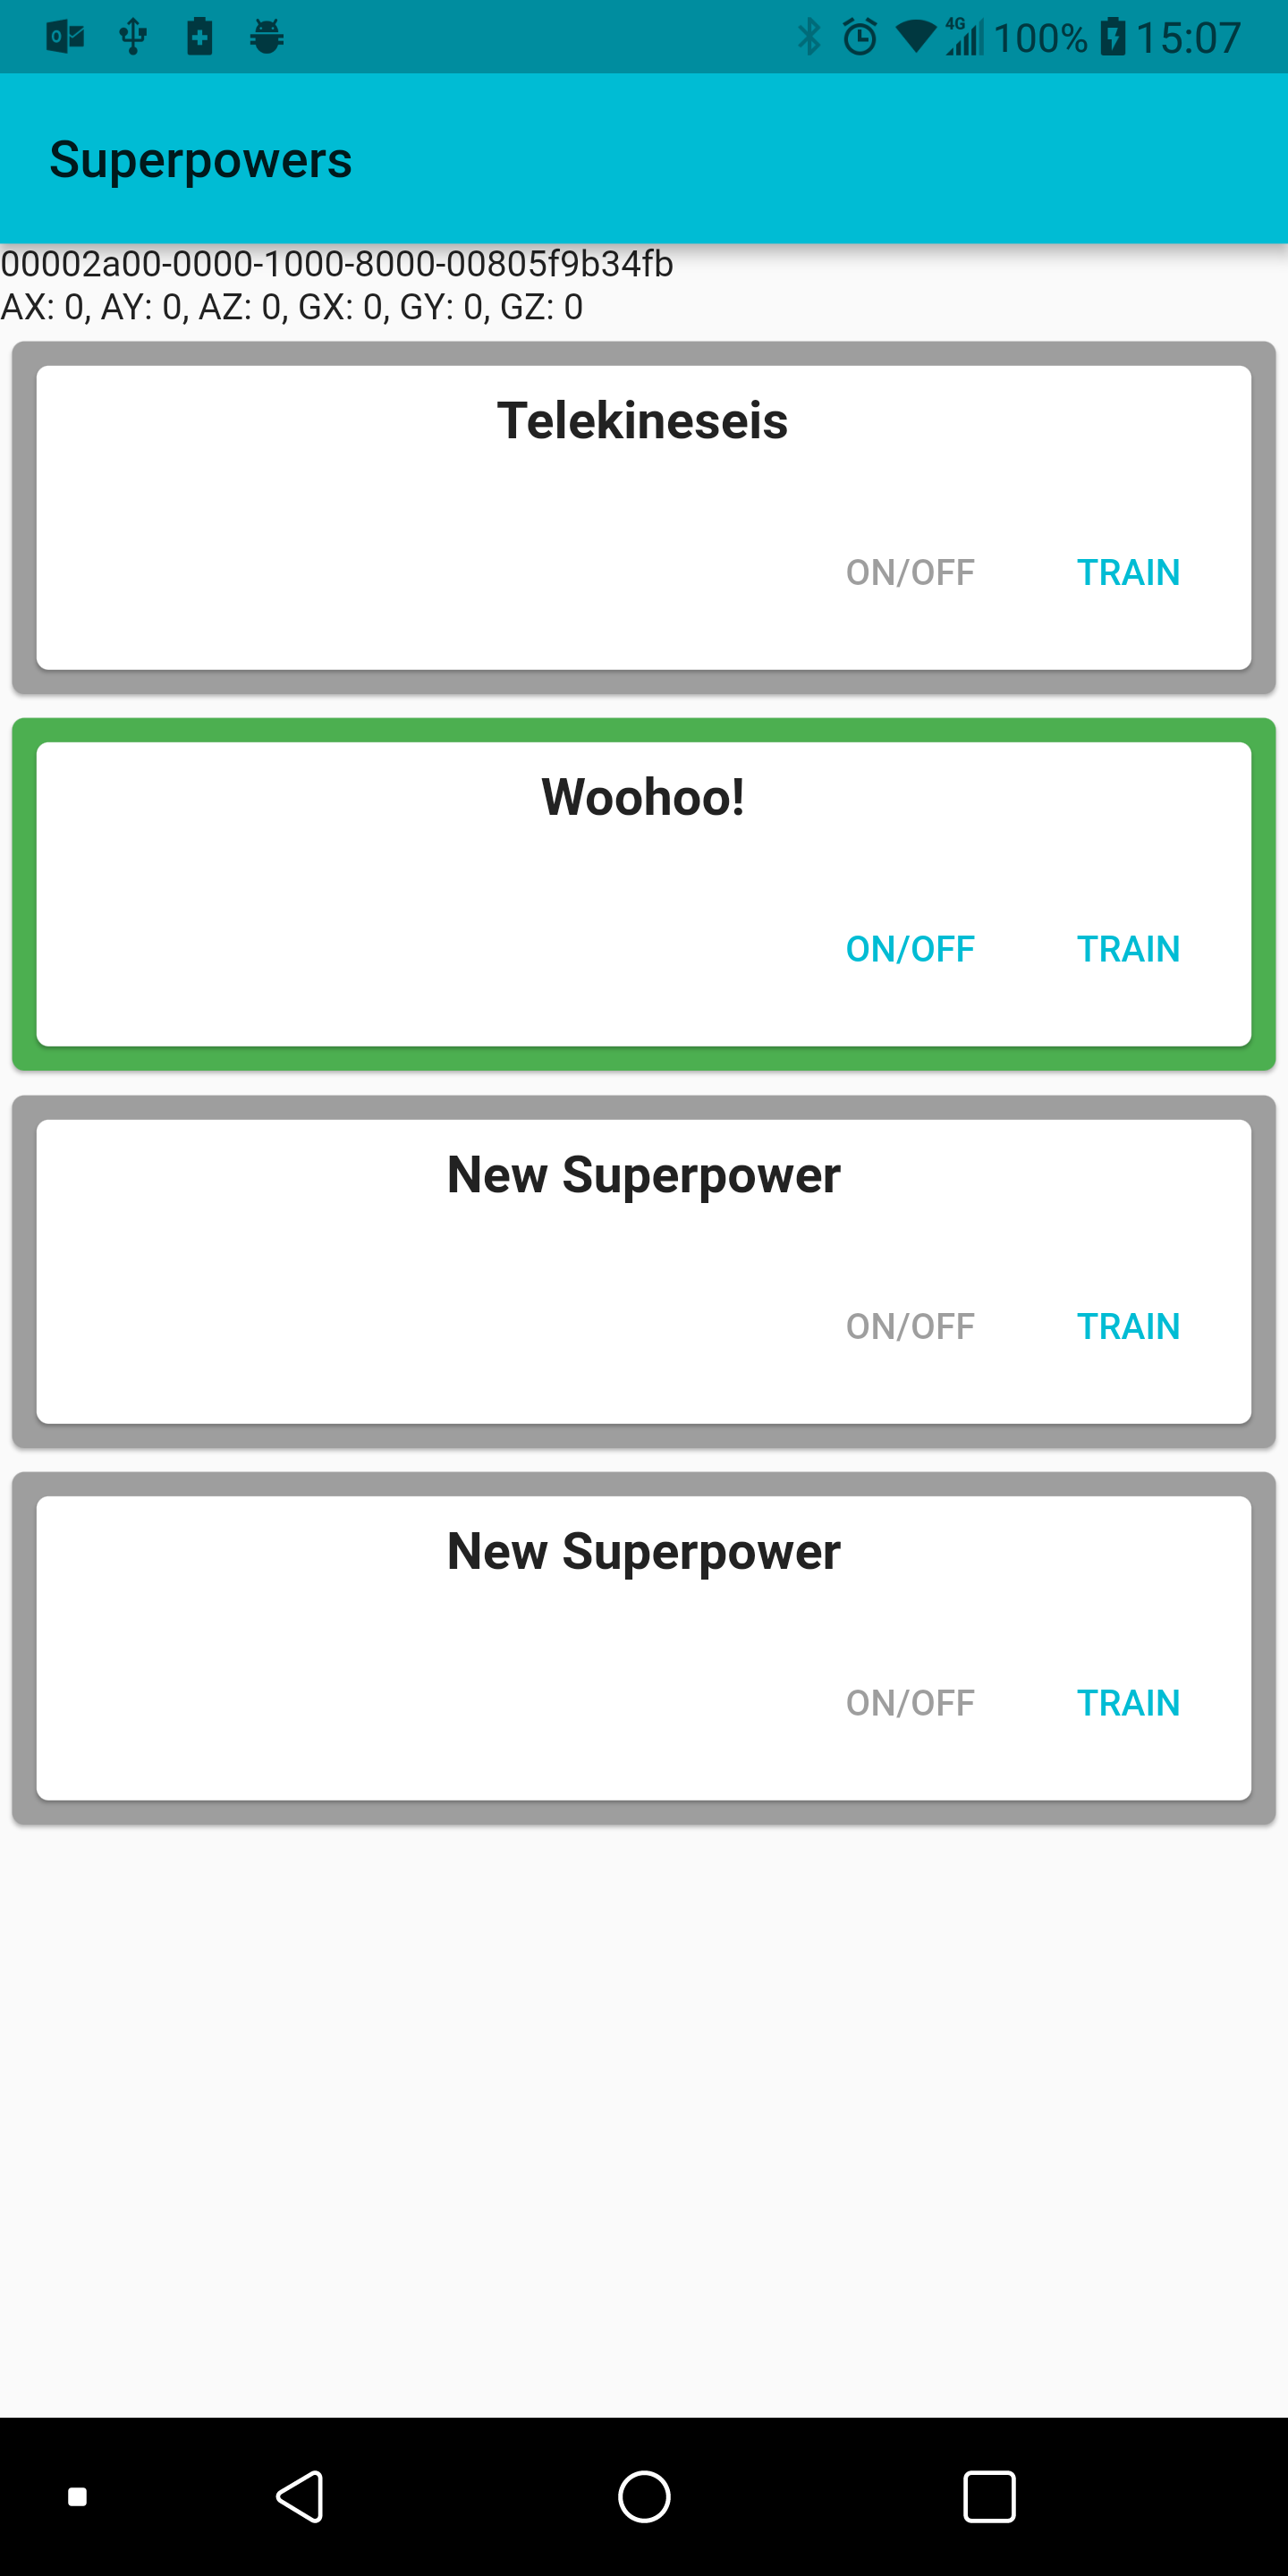 4G 100% 15:07
Superpowers
00002a00-0000-1000-8000-00805f9b34fb
AX: 0, AY: 0, AZ: 0, GX: 0, GY: 0, GZ: 0
Telekineseis
ON/OFF TRAIN
Woohoo!
ON/OFF TRAIN
New Superpower
ON/OFF TRAIN
New Superpower
ON/OFF TRAIN